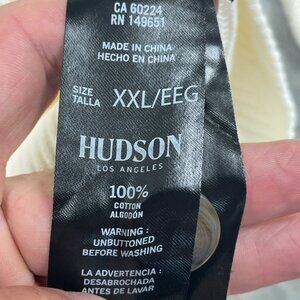 CA 60224
RN 149651
MADE IN CHINA
HECHO EN CHINA
SIZE
TALLA
XXL/EEG
HUDSON
LOS ANGELES
100%
COTTON
ALGODÓN
WARNING :
UNBUTTONED
BEFORE WASHING
LA ADVERTENCIA :
DESABROCHADA
ANTES DE LAVAR